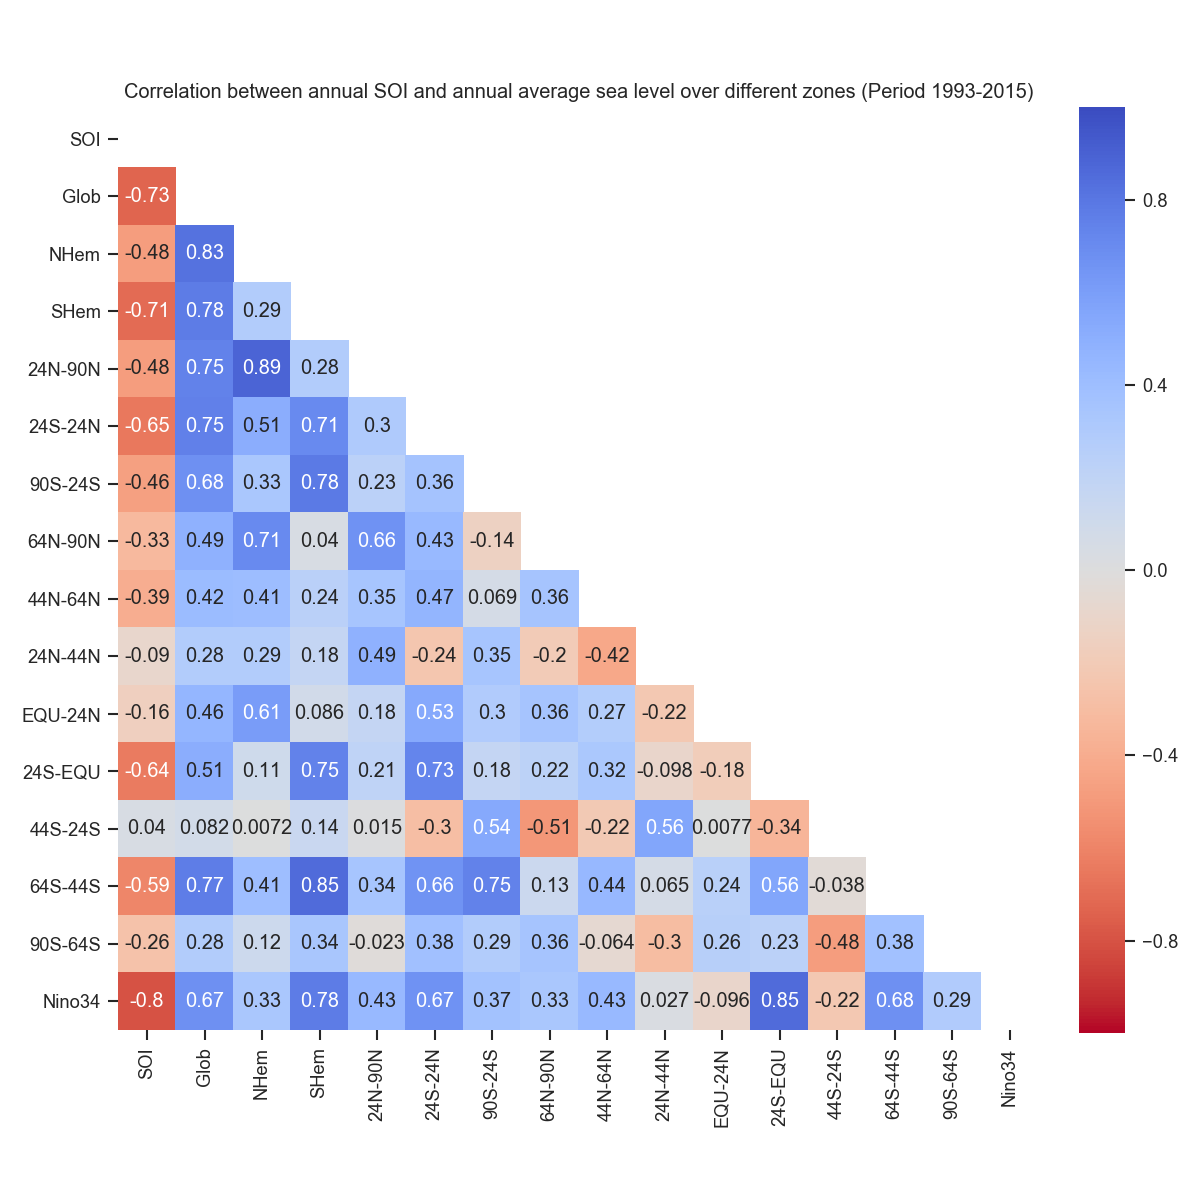 Correlation between annual SOI and annual average sea level over different zones (Period 1993-2015)
SOI
Glob -0.73
NHem -0.48 0.83
SHem -0.71 0.78 0.29
24N-90N -0.48 0.75 0.89 0.28
24S-24N -0.65 0.75 0.51 0.71 0.3
90S-24S -0.46 0.68 0.33 0.78 0.23 0.36
64N-90N -0.33 0.49 0.71 0.04 0.66 0.43 -0.14
44N-64N -0.39 0.42 0.41 0.24 0.35 0.47 0.069 0.36
24N-44N -0.09 0.28 0.29 0.18 0.49 -0.24 0.35 -0.2 -0.42
EQU-24N -0.16 0.46 0.61 0.086 0.18 0.53 0.3 0.36 0.27 -0.22
24S-EQU -0.64 0.51 0.11 0.75 0.21 0.73 0.18 0.22 0.32 -0.098 -0.18
44S-24S 0.04 0.082 0.0072 0.14 0.015 -0.3 0.54 -0.51 -0.22 0.56 0.0077 -0.34
64S-44S -0.59 0.77 0.41 0.85 0.34 0.66 0.75 0.13 0.44 0.065 0.24 0.56 -0.038
90S-64S -0.26 0.28 0.12 0.34 -0.023 0.38 0.29 0.36 -0.064 -0.3 0.26 0.23 -0.48 0.38
Nino34 -0.8 0.67 0.33 0.78 0.43 0.67 0.37 0.33 0.43 0.027 -0.096 0.85 -0.22 0.68 0.29
SOI Glob NHem SHem 24N-90N 24S-24N 90S-24S 64N-90N 44N-64N 24N-44N EQU-24N 24S-EQU 44S-24S 64S-44S 90S-64S Nino34
0.8
0.4
0.0
−0.4
−0.8